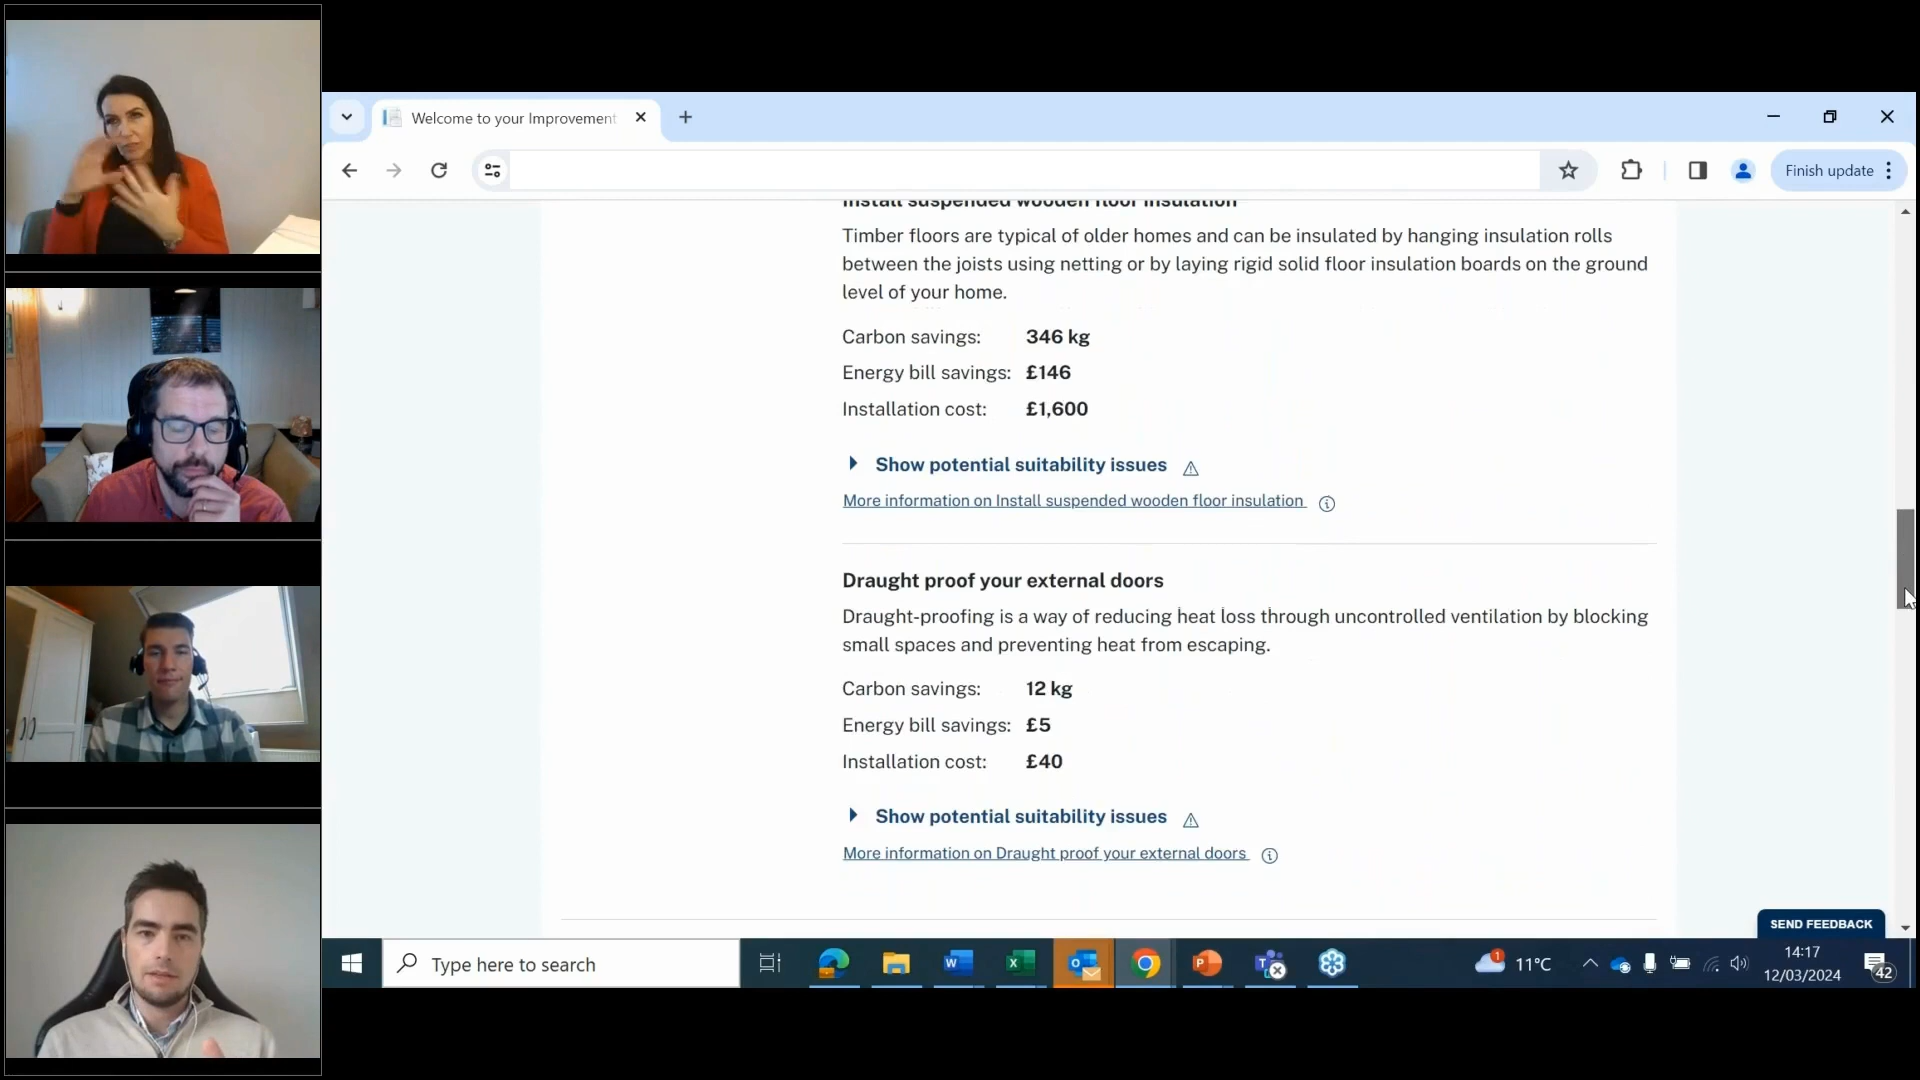 Welcome to your Improvement
Finish update
Install suspended wooden floor insulation
Timber floors are typical of older homes and can be insulated by hanging insulation rolls
between the joists using netting or by laying rigid solid floor insulation boards on the ground
level of your home.
Carbon savings: 346 kg
Energy bill savings: £146
Installation cost: £1,600
Show potential suitability issues
More information on Install suspended wooden floor insulation
Draught proof your external doors
Draught-proofing is a way of reducing heat loss through uncontrolled ventilation by blocking
small spaces and preventing heat from escaping.
Carbon savings: 12 kg
Energy bill savings: £5
Installation cost: £40
Show potential suitability issues
More information on Draught proof your external doors
SEND FEEDBACK
Type here to search
1
11°C
14:17
12/03/2024
42